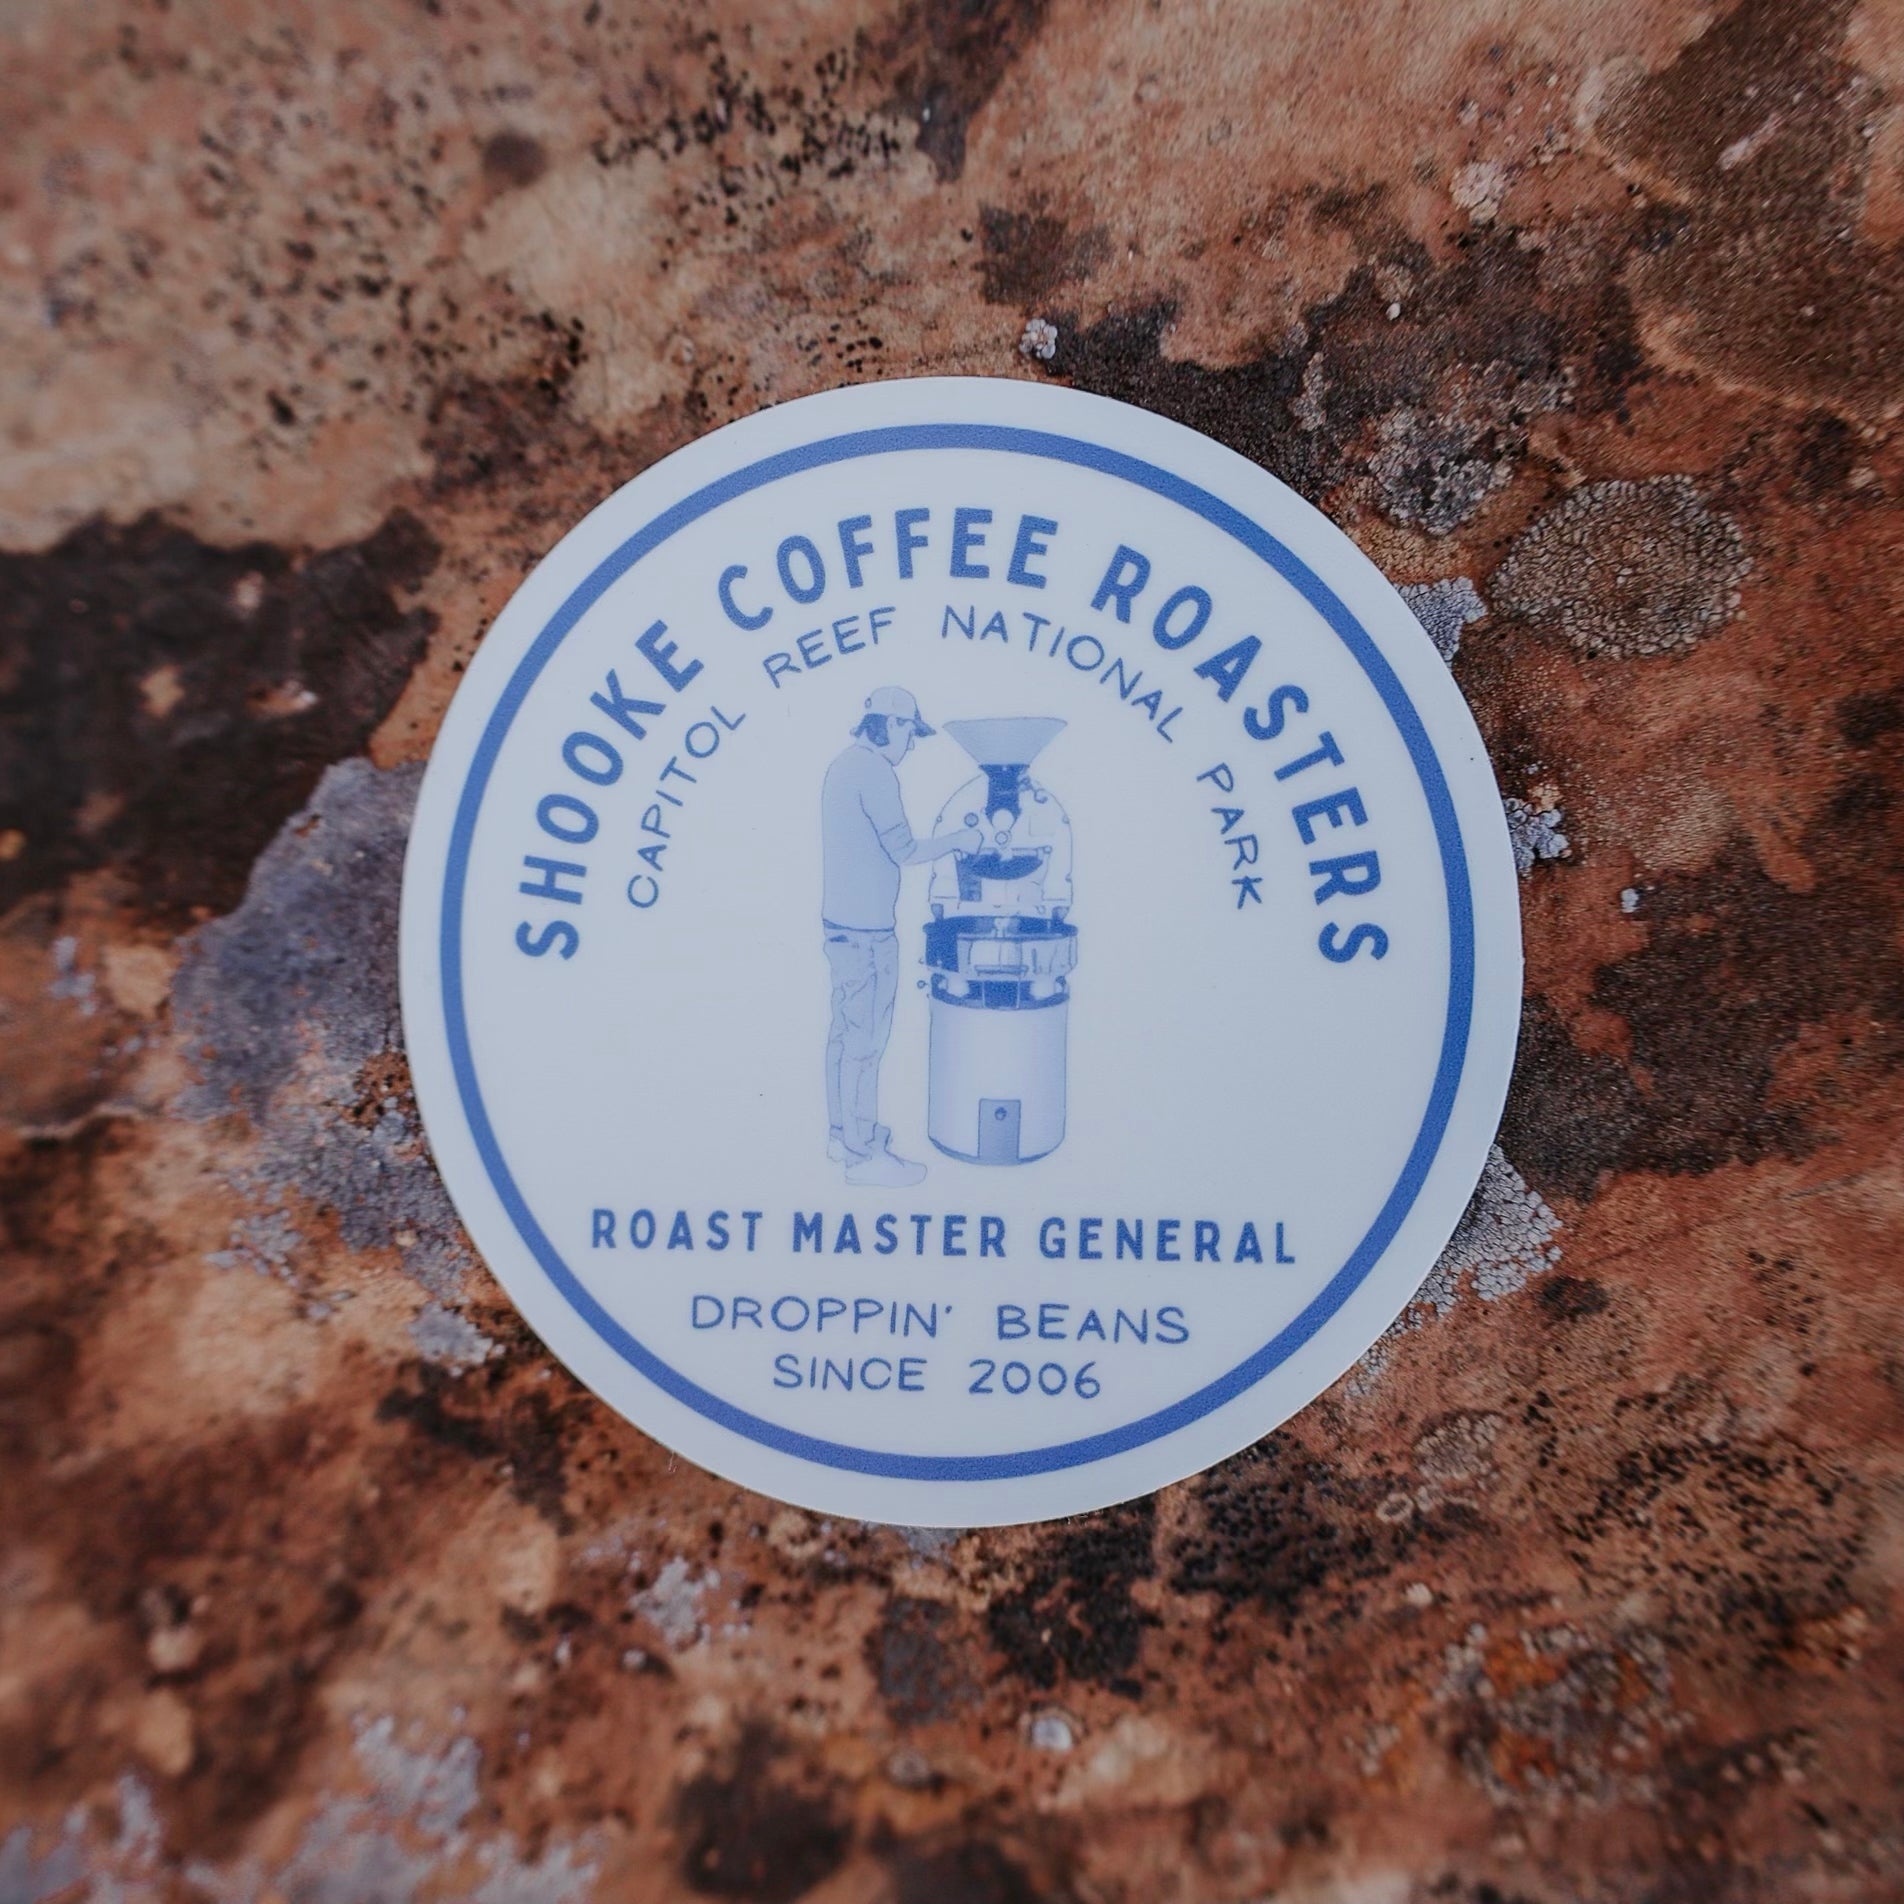 SHOOKE COFFEE ROASTERS
CAPITOL REEF NATIONAL PARK
ROAST MASTER GENERAL
DROPPIN' BEANS
SINCE 2006